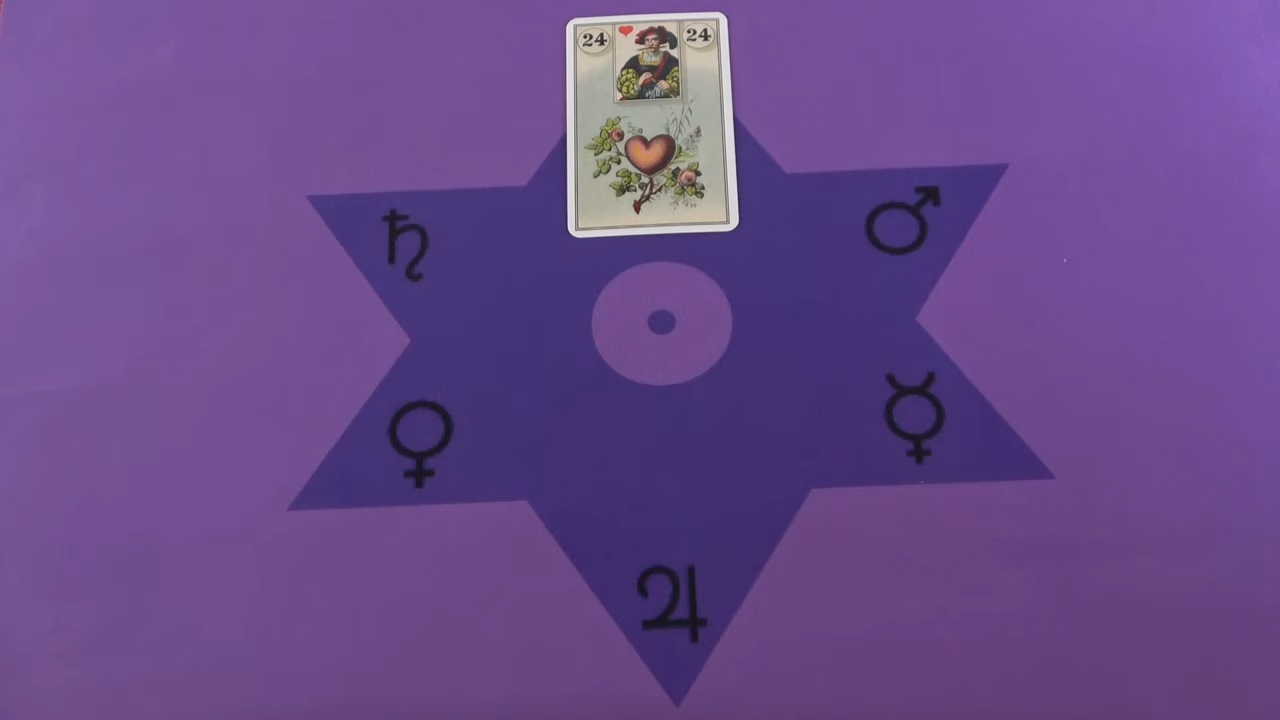 24 24
♄ ♂
♀ ☿
♃